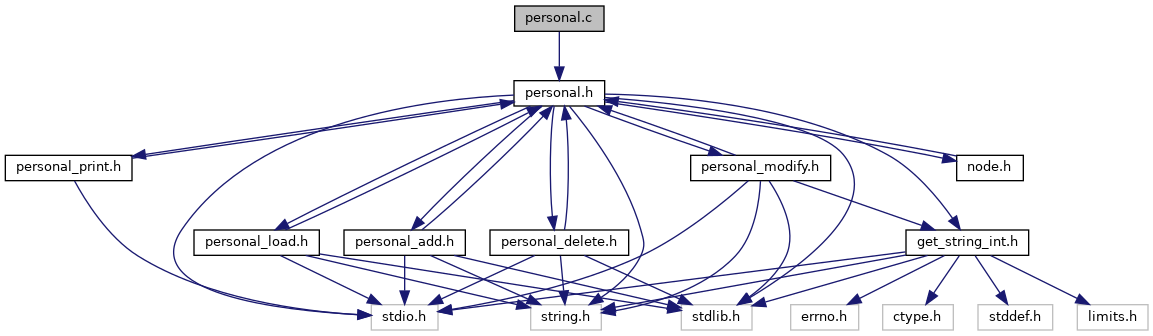 personal.c
personal.h
personal_print.h
personal_modify.h
node.h
personal_load.h
personal_add.h
personal_delete.h
get_string_int.h
stdio.h
string.h
stdlib.h
errno.h
ctype.h
stddef.h
limits.h